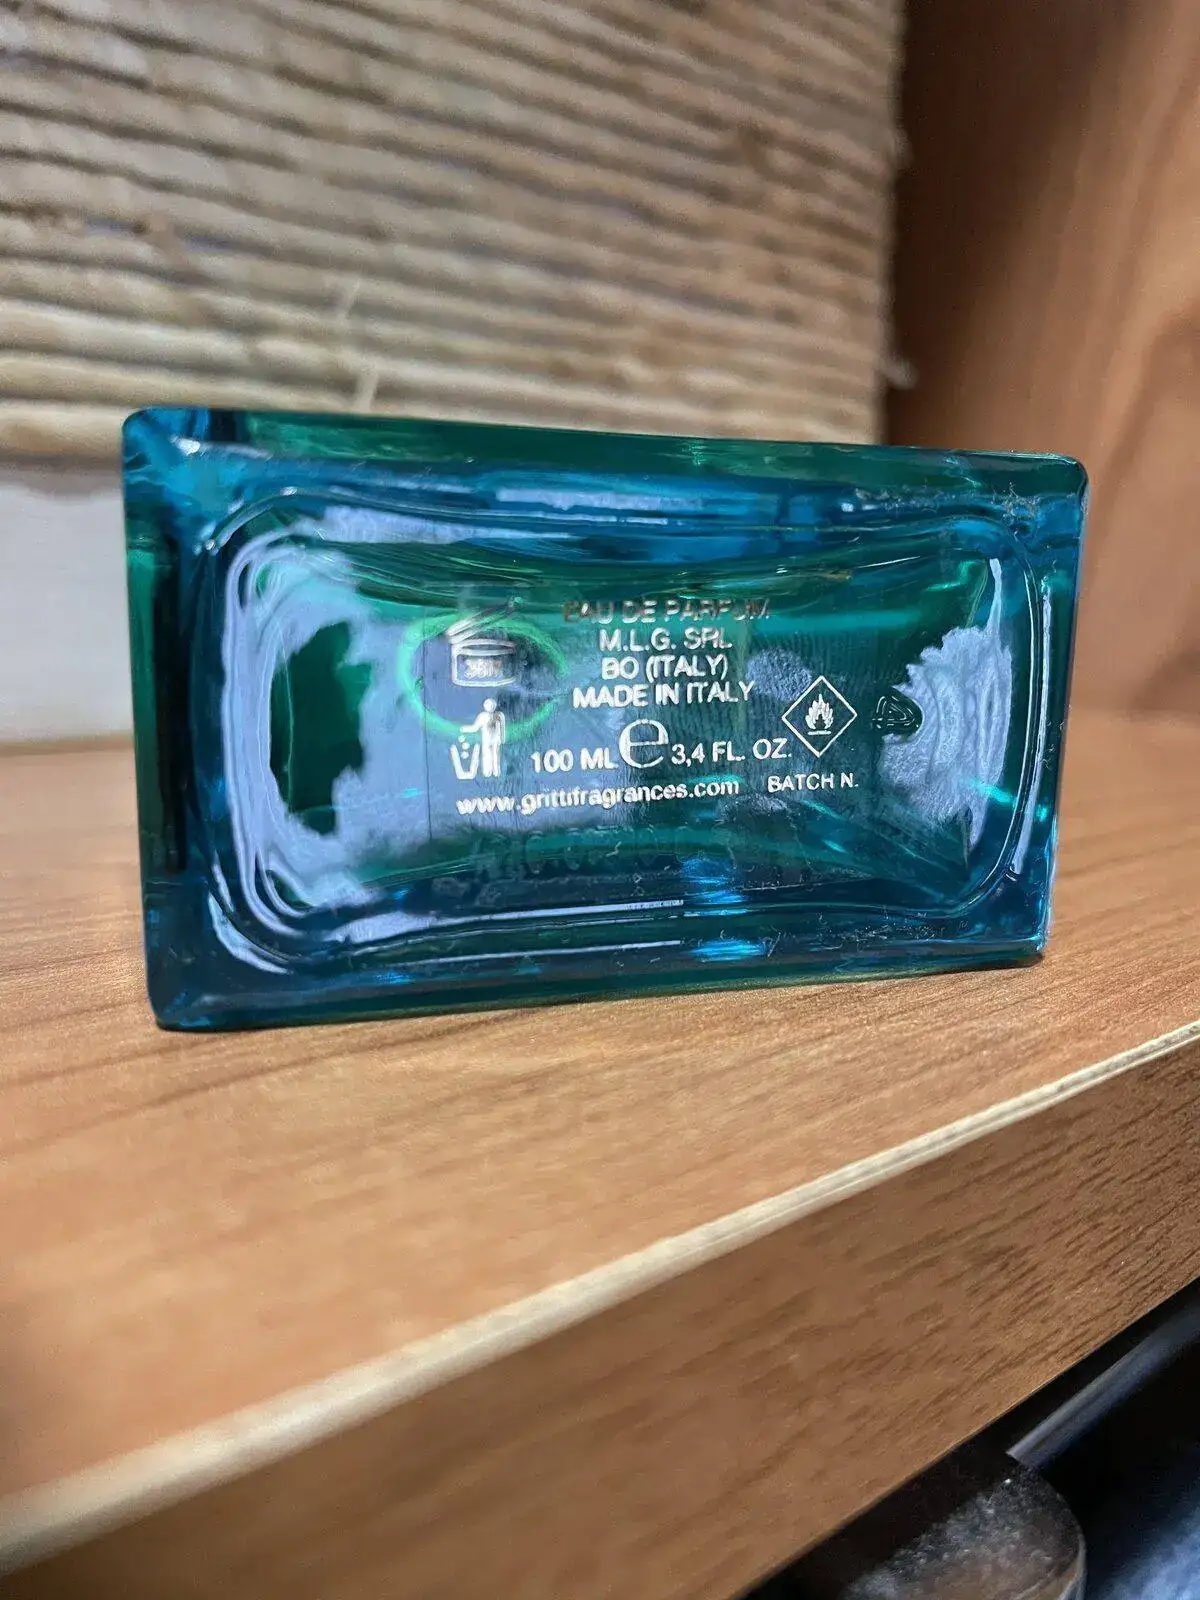 EAU DE PARFUM
M.L.G. SRL
BO (ITALY)
MADE IN ITALY
36M
100 ML e 3,4 FL. OZ.
www.grittifragrances.com
BATCH N.